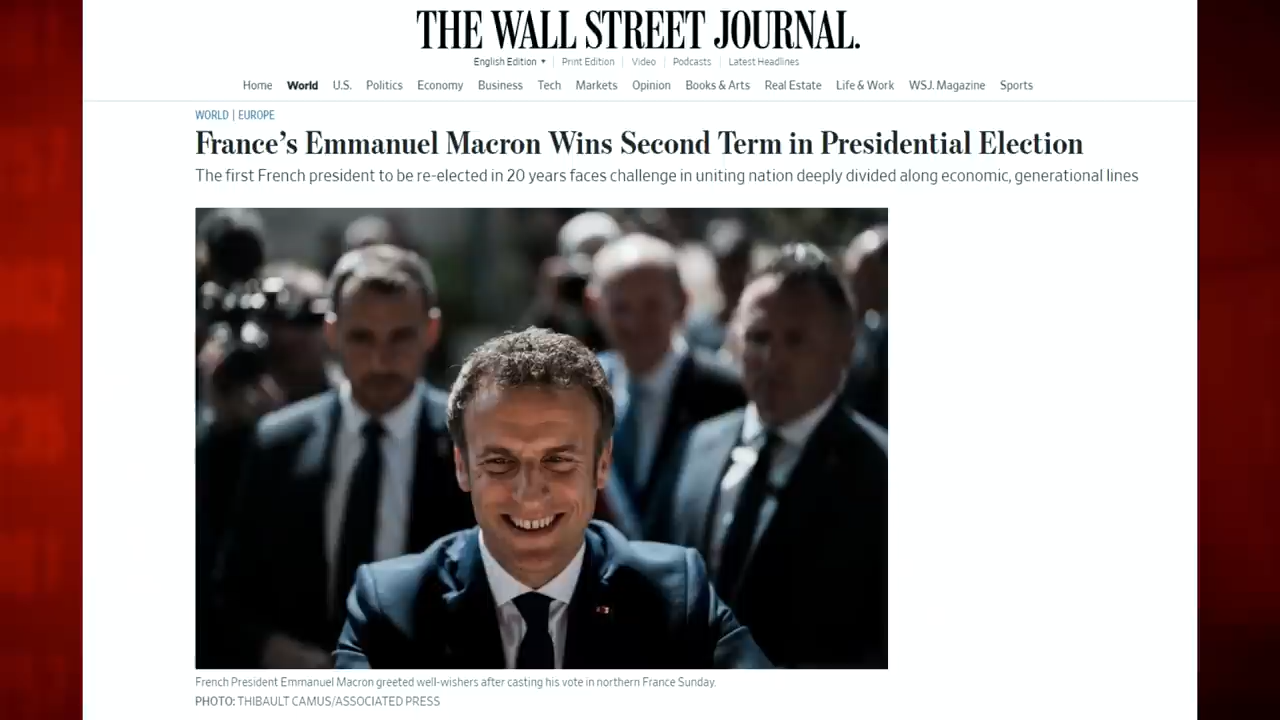 THE WALL STREET JOURNAL.
English Edition ▾ | Print Edition | Video | Podcasts | Latest Headlines
Home World U.S. Politics Economy Business Tech Markets Opinion Books & Arts Real Estate Life & Work WSJ. Magazine Sports
WORLD | EUROPE
France's Emmanuel Macron Wins Second Term in Presidential Election
The first French president to be re-elected in 20 years faces challenge in uniting nation deeply divided along economic, generational lines
French President Emmanuel Macron greeted well-wishers after casting his vote in northern France Sunday.
PHOTO: THIBAULT CAMUS/ASSOCIATED PRESS